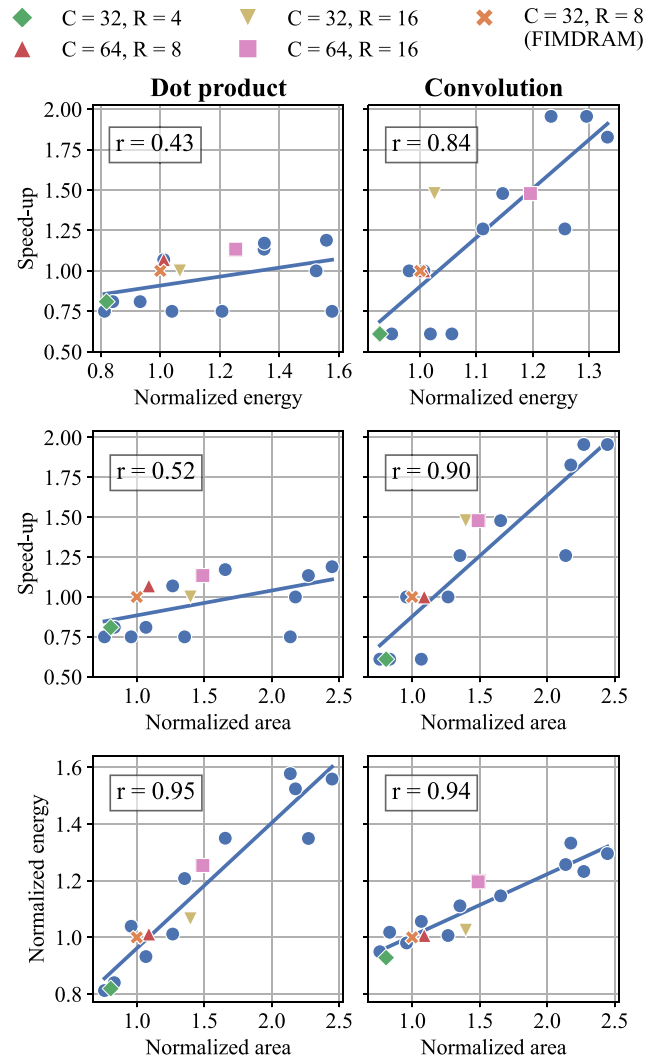 C = 32, R = 4
C = 32, R = 16
C = 32, R = 8
(FIMDRAM)
C = 64, R = 8
C = 64, R = 16
Dot product
Convolution
2.00
1.75
1.50
1.25
1.00
0.75
0.50
Speed-up
r = 0.43
r = 0.84
0.8 1.0 1.2 1.4 1.6
1.0 1.1 1.2 1.3
Normalized energy
Normalized energy
2.00
1.75
1.50
1.25
1.00
0.75
0.50
Speed-up
r = 0.52
r = 0.90
1.0 1.5 2.0 2.5
1.0 1.5 2.0 2.5
Normalized area
Normalized area
1.6
1.4
1.2
1.0
0.8
Normalized energy
r = 0.95
r = 0.94
1.0 1.5 2.0 2.5
1.0 1.5 2.0 2.5
Normalized area
Normalized area